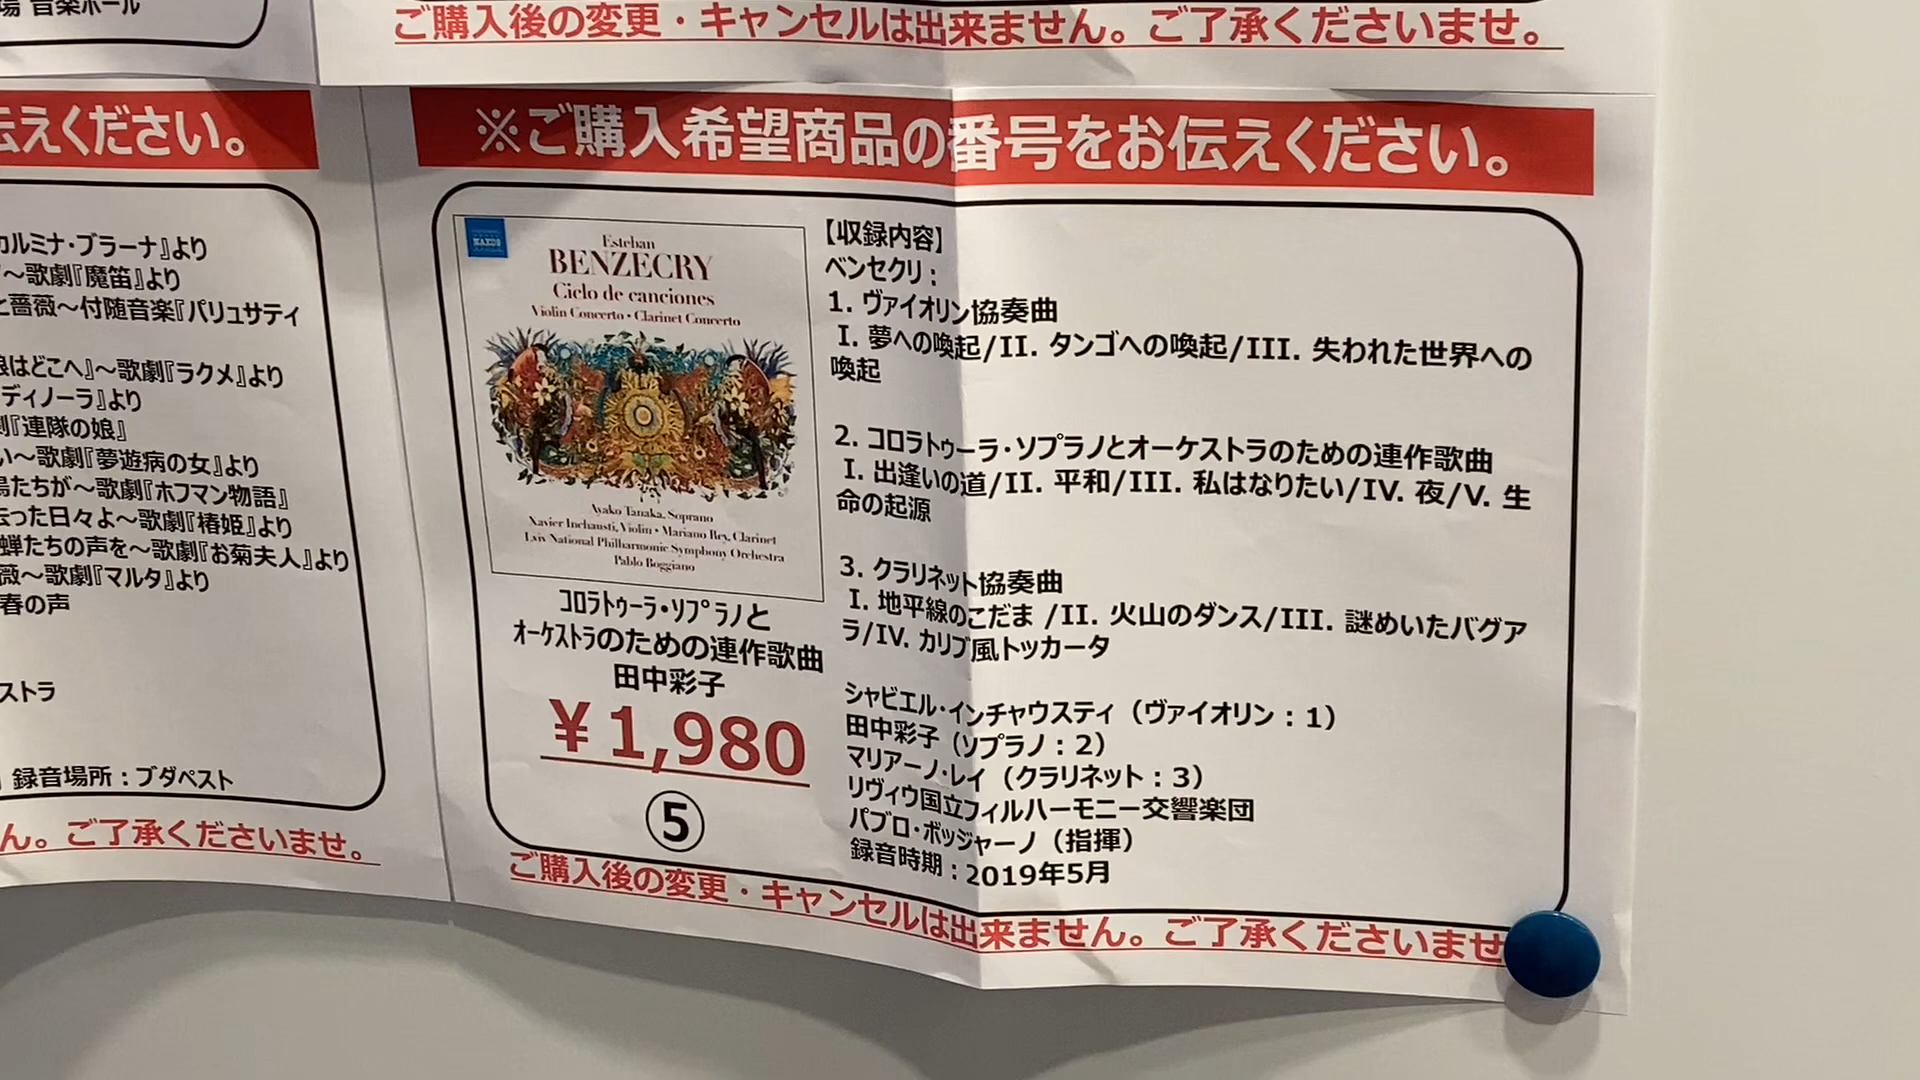 場 音楽ホール
ご購入後の変更・キャンセルは出来ません。ご了承くださいませ。
伝えください。
カルミナ・ブラーナ』より
～歌劇『魔笛』より
と薔薇～付随音楽『パリュサティ
娘はどこへ』～歌劇『ラクメ』より
ディノーラ』より
劇『連隊の娘』
い～歌劇『夢遊病の女』より
鳥たちが～歌劇『ホフマン物語』
去った日々よ～歌劇『椿姫』より
蝉たちの声を～歌劇『お菊夫人』より
薇～歌劇『マルタ』より
春の声
ストラ
録音場所：ブダペスト
ん。ご了承くださいませ。
※ご購入希望商品の番号をお伝えください。
NAXOS
Esteban
BENZECRY
Ciclo de canciones
Violin Concerto • Clarinet Concerto
Ayako Tanaka, Soprano
Xavier Inchausti, Violin • Mariano Rey, Clarinet
Lviv National Philharmonic Symphony Orchestra
Pablo Boggiano
ｺﾛﾗﾄｩｰﾗ・ｿﾌﾟﾗﾉと
ｵｰｹｽﾄﾗのための連作歌曲
田中彩子
￥1,980
⑤
【収録内容】
ベンセクリ：
1. ヴァイオリン協奏曲
I. 夢への喚起/II. タンゴへの喚起/III. 失われた世界への
喚起
2. コロラトゥーラ・ソプラノとオーケストラのための連作歌曲
I. 出逢いの道/II. 平和/III. 私はなりたい/IV. 夜/V. 生
命の起源
3. クラリネット協奏曲
I. 地平線のこだま /II. 火山のダンス/III. 謎めいたバグア
ラ/IV. カリブ風トッカータ
シャビエル・インチャウスティ（ヴァイオリン：1）
田中彩子（ソプラノ：2）
マリアーノ・レイ（クラリネット：3）
リヴィウ国立フィルハーモニー交響楽団
パブロ・ボッジャーノ（指揮）
録音時期：2019年5月
ご購入後の変更・キャンセルは出来ません。ご了承くださいませ